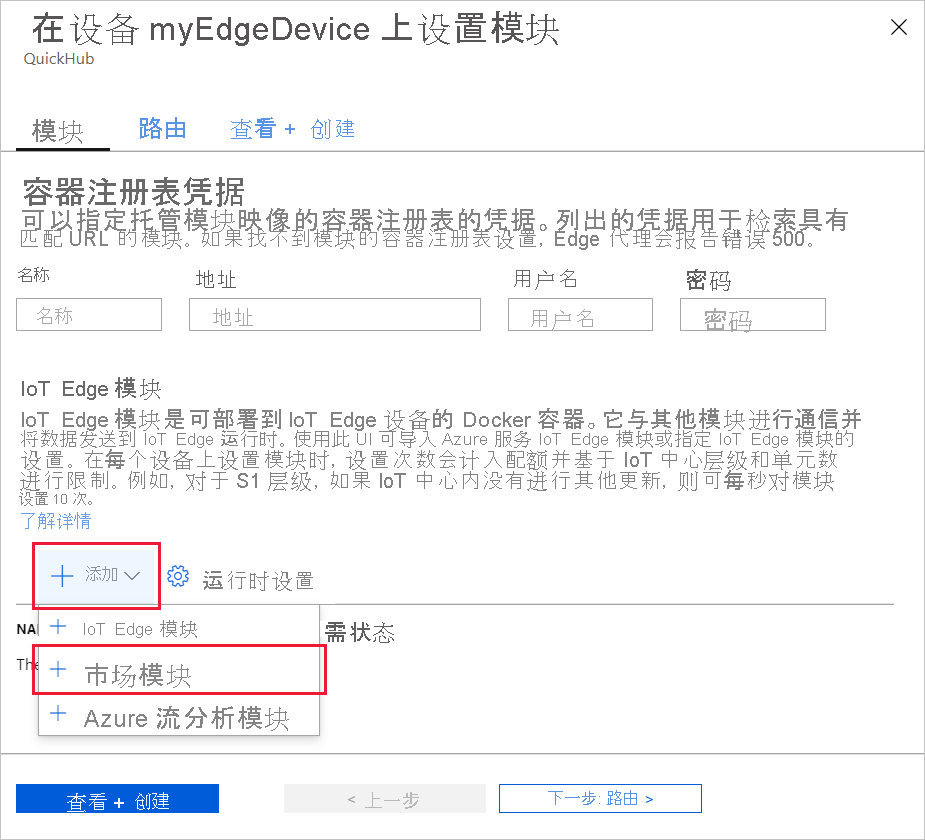 在设备 myEdgeDevice 上设置模块
QuickHub
模块 路由 查看 + 创建
容器注册表凭据
可以指定托管模块映像的容器注册表的凭据。列出的凭据用于检索具有
匹配 URL 的模块。如果找不到模块的容器注册表设置, Edge 代理会报告错误 500。
名称 地址 用户名 密码
名称 地址 用户名 密码
IoT Edge 模块
IoT Edge 模块是可部署到 IoT Edge 设备的 Docker 容器。它与其他模块进行通信并
将数据发送到 IoT Edge 运行时。使用此 UI 可导入 Azure 服务 IoT Edge 模块或指定 IoT Edge 模块的
设置。在每个设备上设置模块时, 设置次数会计入配额并基于 IoT 中心层级和单元数
进行限制。例如, 对于 S1 层级, 如果 IoT 中心内没有进行其他更新, 则可每秒对模块
设置 10 次。
了解详情
+ 添加 运行时设置
NA + IoT Edge 模块 需状态
The + 市场模块
+ Azure 流分析模块
查看 + 创建 < 上一步 下一步: 路由 >